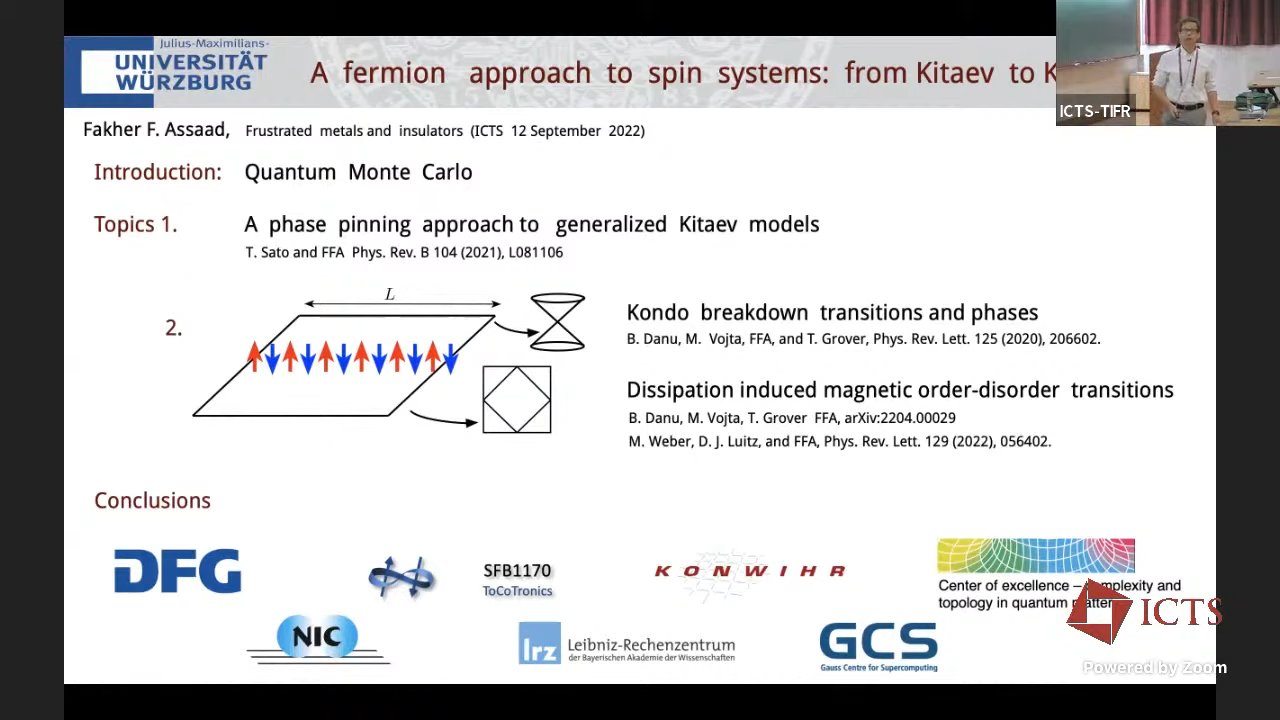 Julius-Maximilians-
UNIVERSITÄT
WÜRZBURG
A fermion approach to spin systems: from Kitaev to K
ICTS-TIFR
Fakher F. Assaad, Frustrated metals and insulators (ICTS 12 September 2022)
Introduction: Quantum Monte Carlo
Topics 1. A phase pinning approach to generalized Kitaev models
T. Sato and FFA Phys. Rev. B 104 (2021), L081106
L
2.
Kondo breakdown transitions and phases
B. Danu, M. Vojta, FFA, and T. Grover, Phys. Rev. Lett. 125 (2020), 206602.
Dissipation induced magnetic order-disorder transitions
B. Danu, M. Vojta, T. Grover FFA, arXiv:2204.00029
M. Weber, D. J. Luitz, and FFA, Phys. Rev. Lett. 129 (2022), 056402.
Conclusions
DFG
SFB1170
ToCoTronics
KONWIHR
Center of excellence – complexity and
topology in quantum matter
ICTS
NIC
lrz
Leibniz-Rechenzentrum
der Bayerischen Akademie der Wissenschaften
GCS
Gauss Centre for Supercomputing
Powered by Zoom